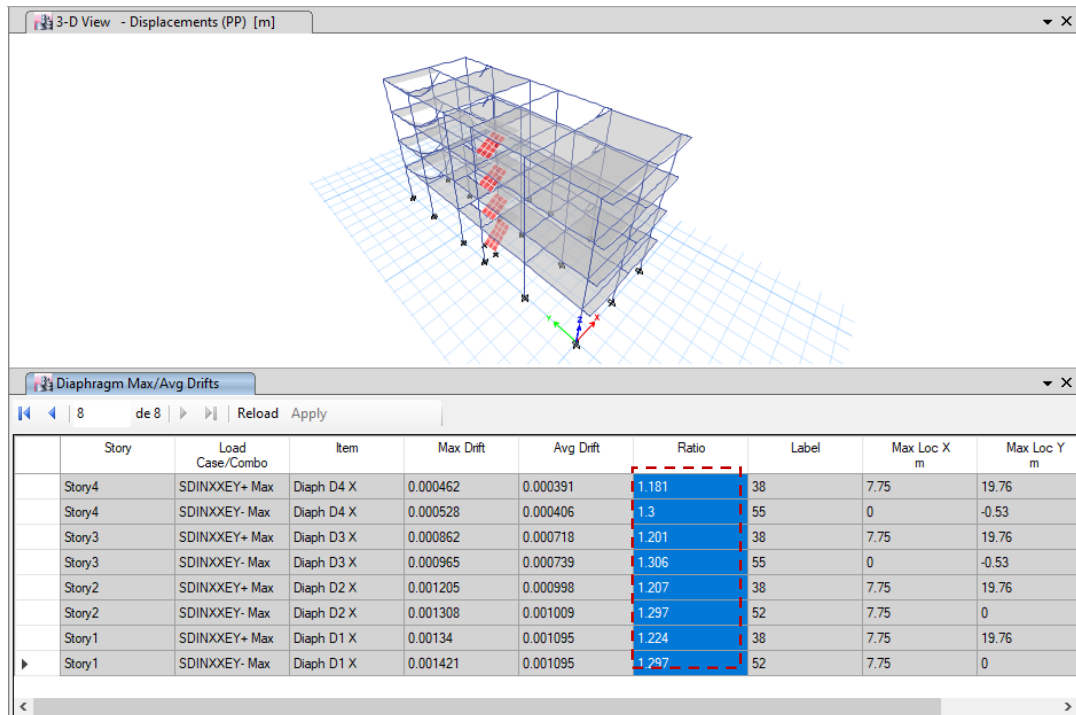 3-D View - Displacements (PP) [m]
Y Z X
Diaphragm Max/Avg Drifts
8 de 8 Reload Apply
Story Load Case/Combo Item Max Drift Avg Drift Ratio Label Max Loc X m Max Loc Y m
Story4 SDINXXEY+ Max Diaph D4 X 0.000462 0.000391 1.181 38 7.75 19.76
Story4 SDINXXEY- Max Diaph D4 X 0.000528 0.000406 1.3 55 0 -0.53
Story3 SDINXXEY+ Max Diaph D3 X 0.000862 0.000718 1.201 38 7.75 19.76
Story3 SDINXXEY- Max Diaph D3 X 0.000965 0.000739 1.306 55 0 -0.53
Story2 SDINXXEY+ Max Diaph D2 X 0.001205 0.000998 1.207 38 7.75 19.76
Story2 SDINXXEY- Max Diaph D2 X 0.001308 0.001009 1.297 52 7.75 0
Story1 SDINXXEY+ Max Diaph D1 X 0.00134 0.001095 1.224 38 7.75 19.76
Story1 SDINXXEY- Max Diaph D1 X 0.001421 0.001095 1.297 52 7.75 0